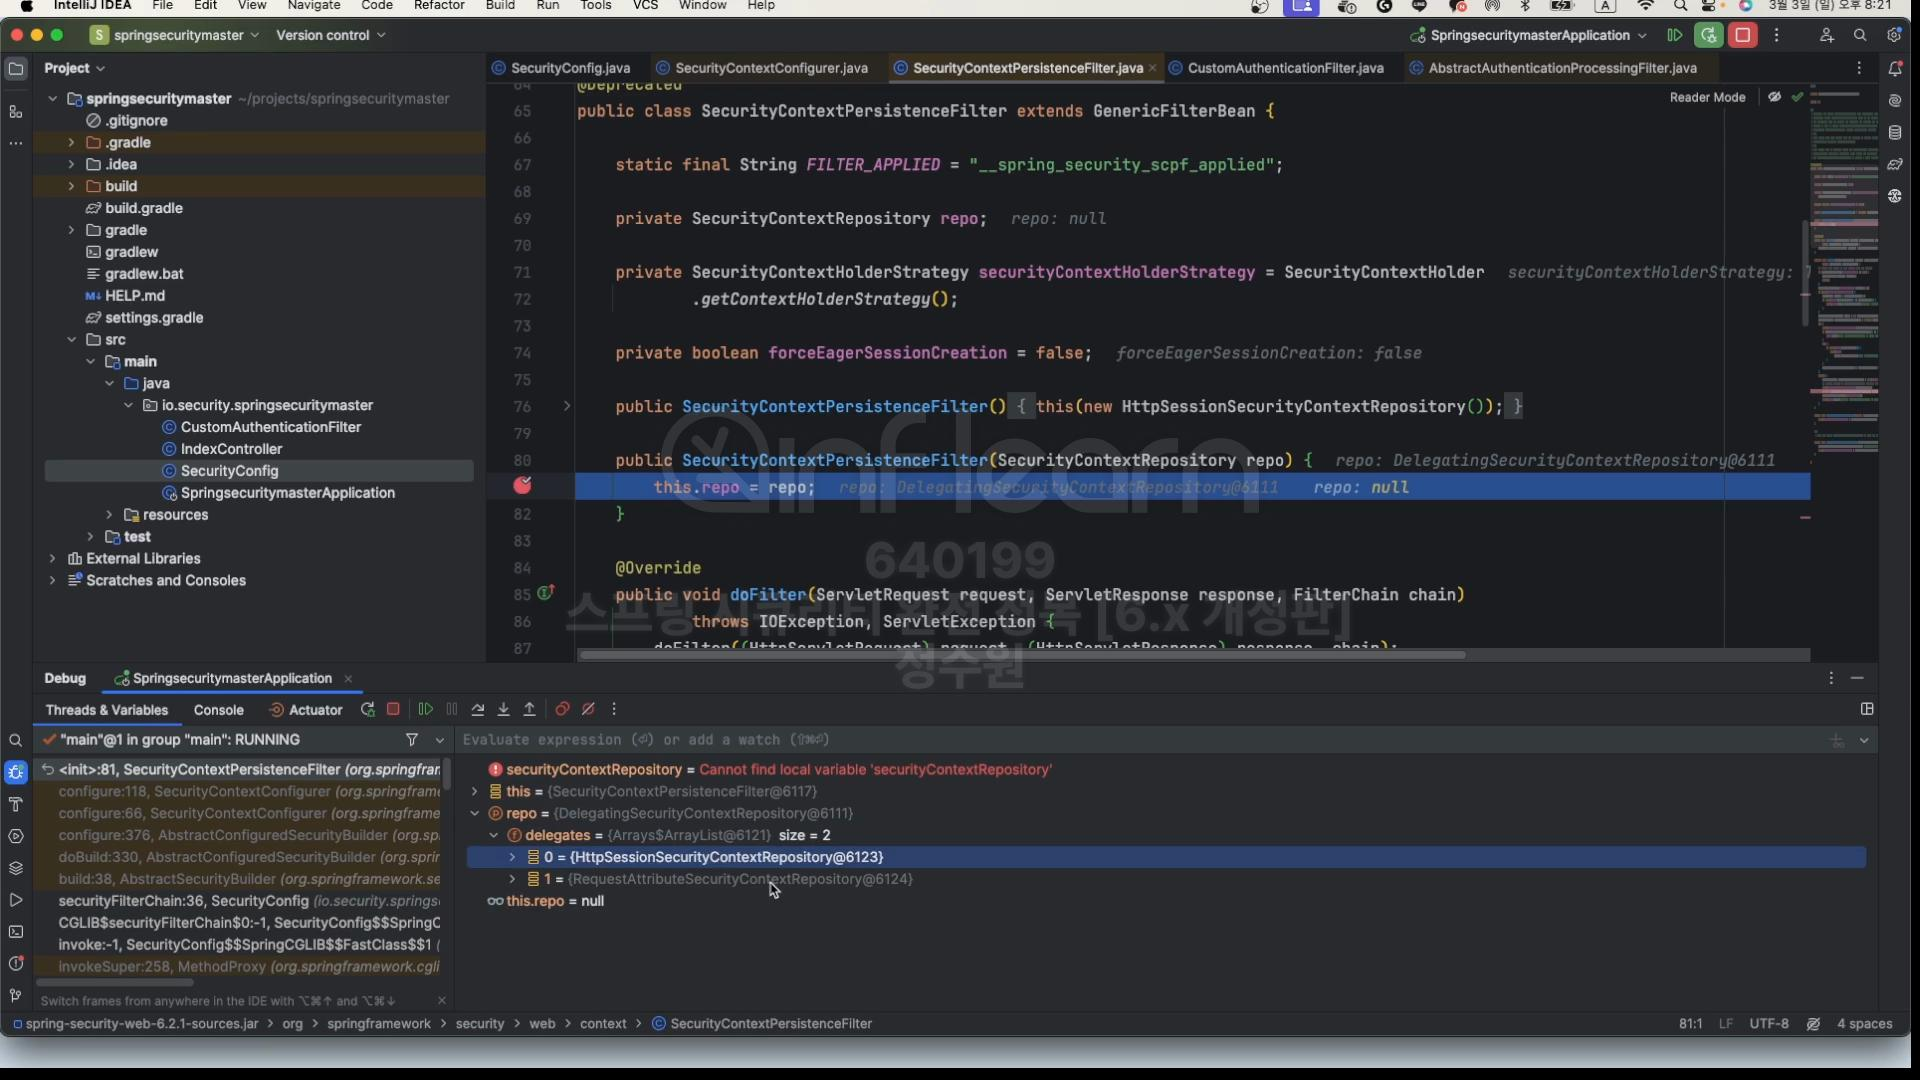 IntelliJ IDEA File Edit View Navigate Code Refactor Build Run Tools VCS Window Help 3월 3일 (일) 오후 8:21
S springsecuritymaster Version control SpringsecuritymasterApplication
Project
SecurityConfig.java SecurityContextConfigurer.java SecurityContextPersistenceFilter.java CustomAuthenticationFilter.java AbstractAuthenticationProcessingFilter.java
Reader Mode
springsecuritymaster ~/projects/springsecuritymaster
.gitignore
.gradle
.idea
build
build.gradle
gradle
gradlew
gradlew.bat
HELP.md
settings.gradle
src
main
java
io.security.springsecuritymaster
CustomAuthenticationFilter
IndexController
SecurityConfig
SpringsecuritymasterApplication
resources
test
External Libraries
Scratches and Consoles
64 @Deprecated
65 public class SecurityContextPersistenceFilter extends GenericFilterBean {
66
67 static final String FILTER_APPLIED = "__spring_security_scpf_applied";
68
69 private SecurityContextRepository repo; repo: null
70
71 private SecurityContextHolderStrategy securityContextHolderStrategy = SecurityContextHolder securityContextHolderStrategy:
72 .getContextHolderStrategy();
73
74 private boolean forceEagerSessionCreation = false; forceEagerSessionCreation: false
75
76 public SecurityContextPersistenceFilter() { this(new HttpSessionSecurityContextRepository()); }
79
80 public SecurityContextPersistenceFilter(SecurityContextRepository repo) { repo: DelegatingSecurityContextRepository@6111
this.repo = repo; repo: DelegatingSecurityContextRepository@6111 repo: null
82 }
83
84 @Override
85 public void doFilter(ServletRequest request, ServletResponse response, FilterChain chain)
86 throws IOException, ServletException {
87 doFilter((HttpServletRequest) request, (HttpServletResponse) response, chain);
inflearn
640199
스프링 시큐리티 완전 정복 [6.x 개정판]
정수원
Debug SpringsecuritymasterApplication
Threads & Variables Console Actuator
"main"@1 in group "main": RUNNING
<init>:81, SecurityContextPersistenceFilter (org.springfran
configure:118, SecurityContextConfigurer (org.springframe
configure:66, SecurityContextConfigurer (org.springframew
configure:376, AbstractConfiguredSecurityBuilder (org.sp
doBuild:330, AbstractConfiguredSecurityBuilder (org.sprin
build:38, AbstractSecurityBuilder (org.springframework.se
securityFilterChain:36, SecurityConfig (io.security.springs
CGLIB$securityFilterChain$0:-1, SecurityConfig$$SpringC
invoke:-1, SecurityConfig$$SpringCGLIB$$FastClass$$1 (
invokeSuper:258, MethodProxy (org.springframework.cgli
Switch frames from anywhere in the IDE with ⌥⌘↑ and ⌥⌘↓
Evaluate expression (⏎) or add a watch (⇧⌘⏎)
securityContextRepository = Cannot find local variable 'securityContextRepository'
this = {SecurityContextPersistenceFilter@6117}
repo = {DelegatingSecurityContextRepository@6111}
delegates = {Arrays$ArrayList@6121} size = 2
0 = {HttpSessionSecurityContextRepository@6123}
1 = {RequestAttributeSecurityContextRepository@6124}
this.repo = null
spring-security-web-6.2.1-sources.jar > org > springframework > security > web > context > SecurityContextPersistenceFilter 81:1 LF UTF-8 4 spaces